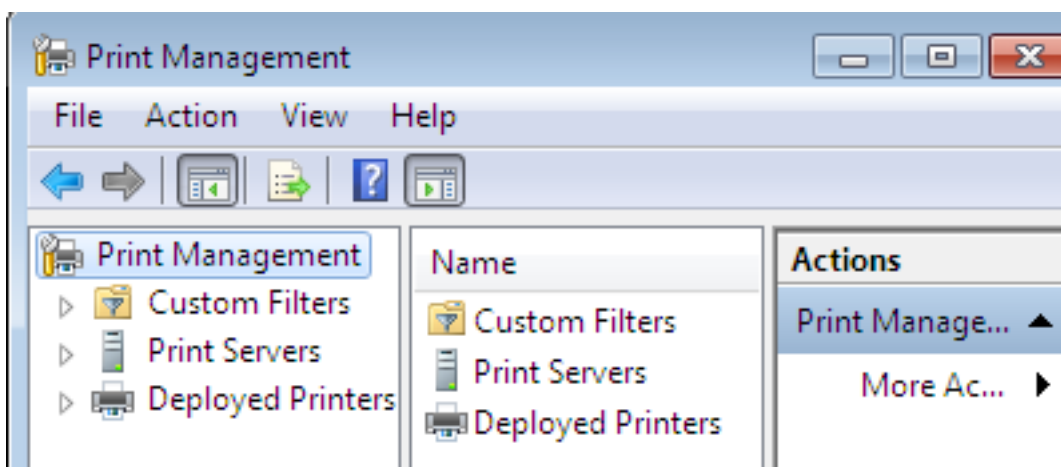 Print Management
File Action View Help
Print Management
Custom Filters
Print Servers
Deployed Printers
Name
Custom Filters
Print Servers
Deployed Printers
Actions
Print Manage...
More Ac...